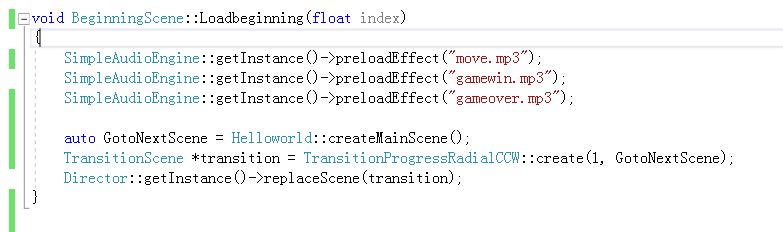 void BeginningScene::Loadbeginning(float index)
{
SimpleAudioEngine::getInstance()->preloadEffect("move.mp3");
SimpleAudioEngine::getInstance()->preloadEffect("gamewin.mp3");
SimpleAudioEngine::getInstance()->preloadEffect("gameover.mp3");
auto GotoNextScene = Helloworld::createMainScene();
TransitionScene *transition = TransitionProgressRadialCCW::create(1, GotoNextScene);
Director::getInstance()->replaceScene(transition);
}